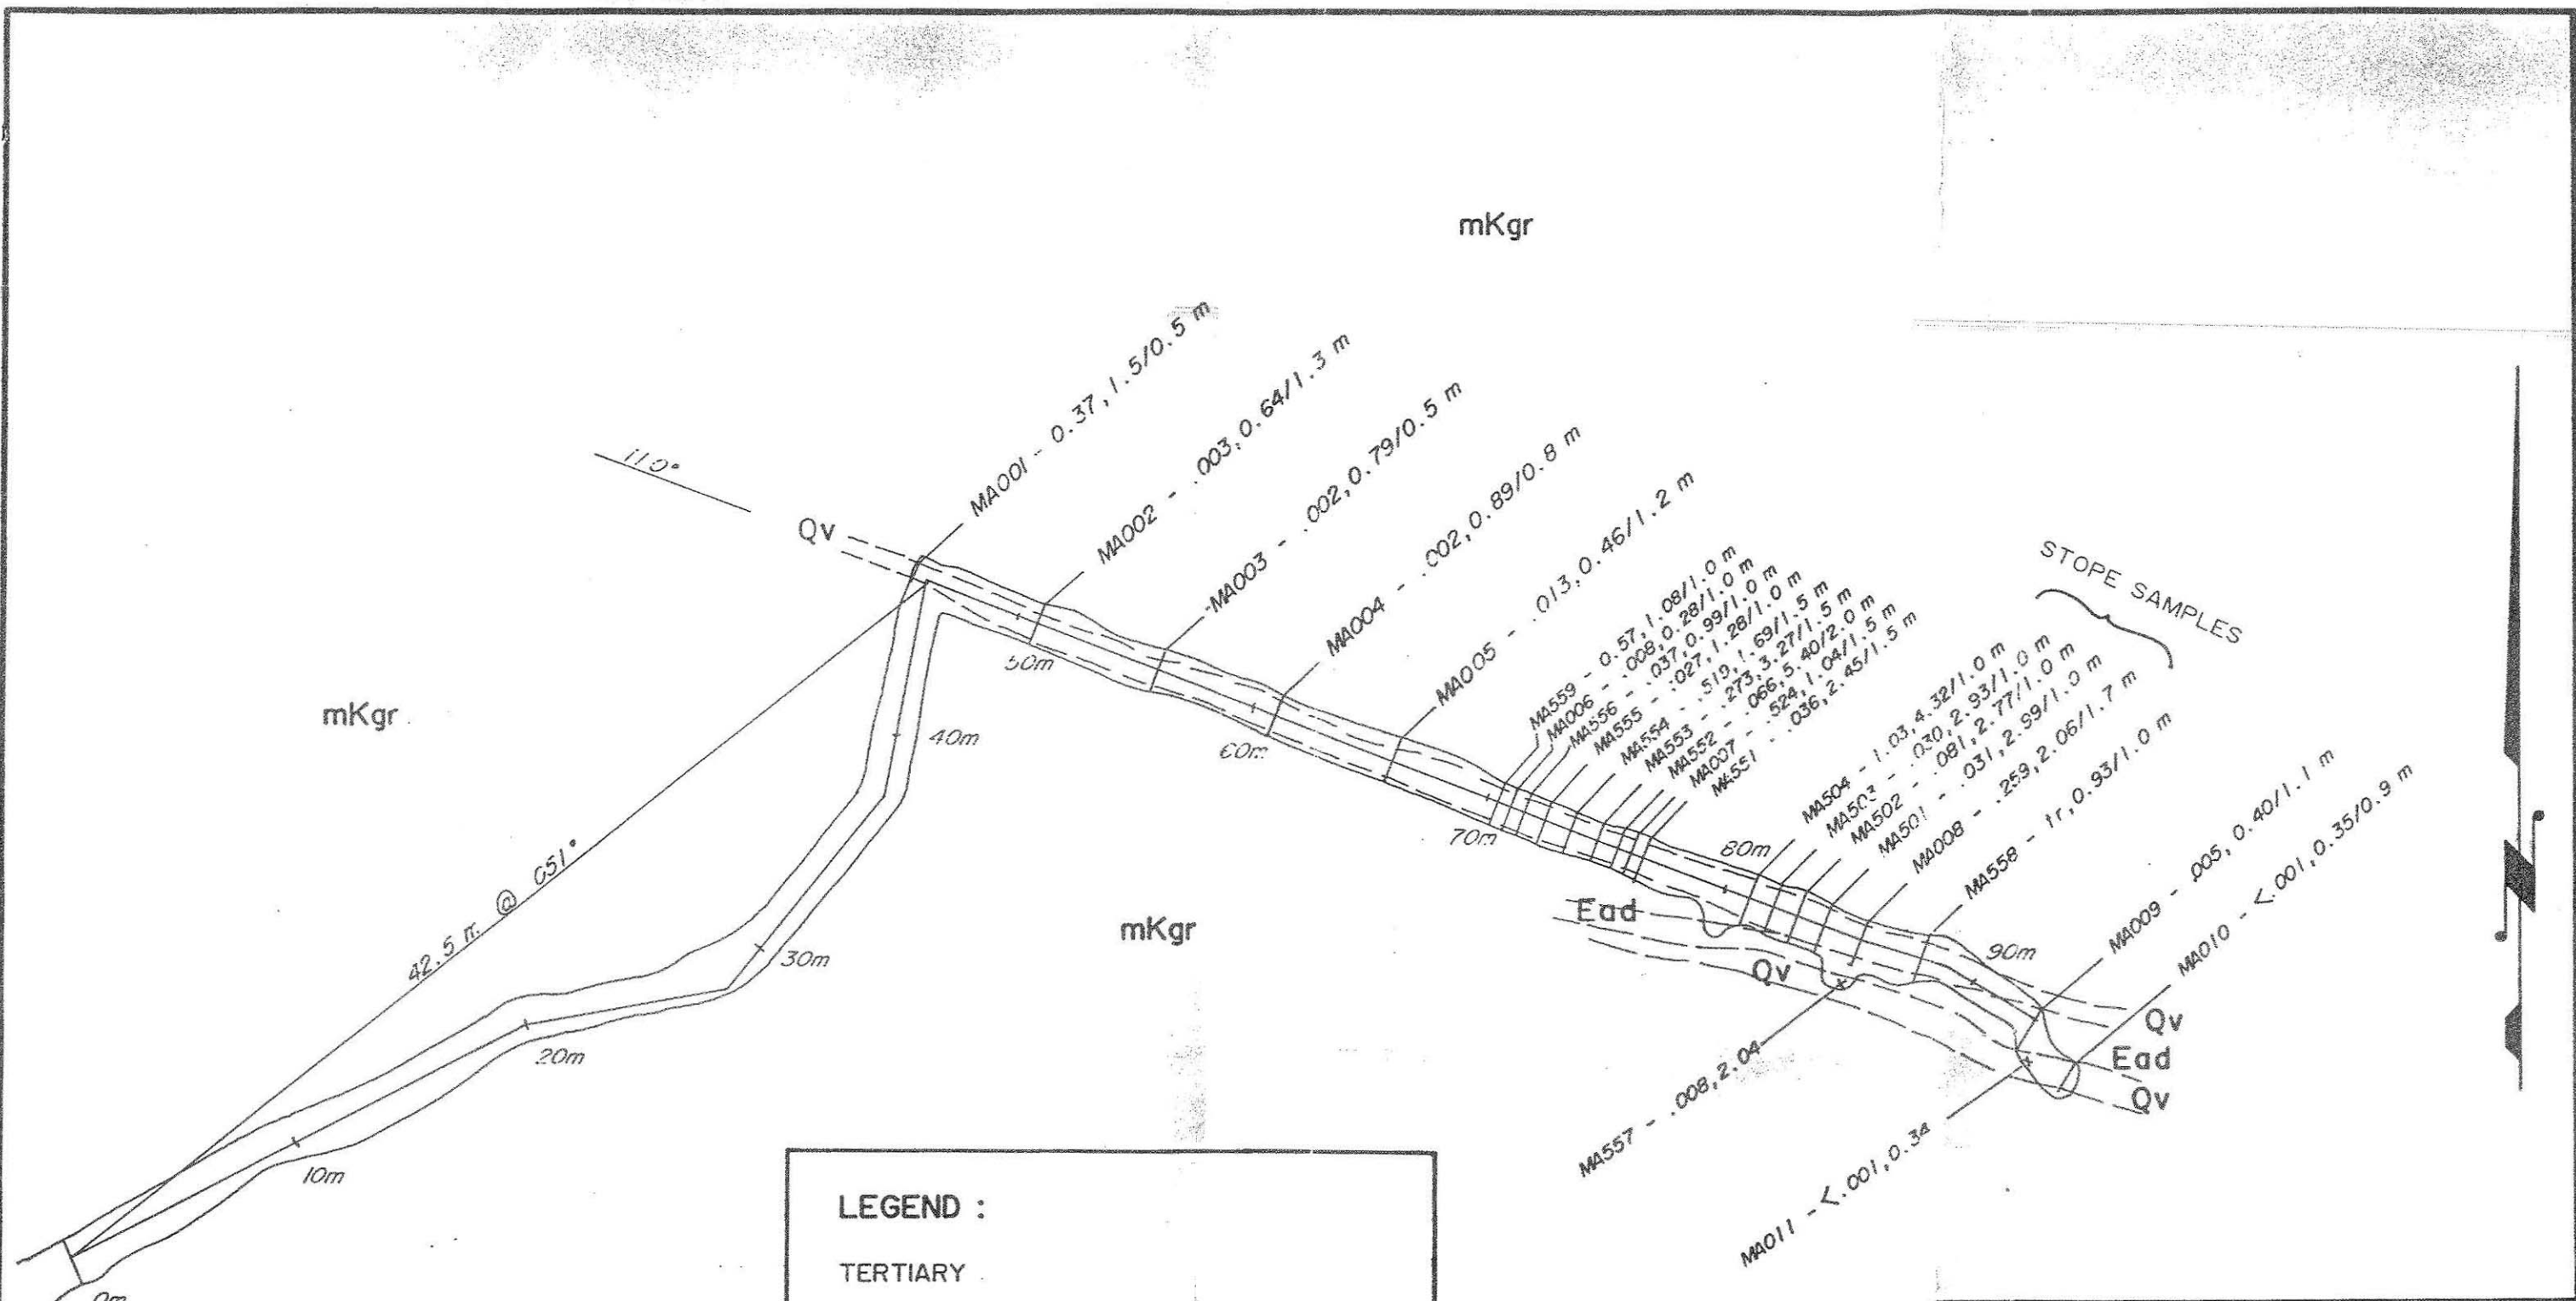 mKgr
110°
Qv
MA001 - 0.37,1.5/0.5 m
MA002 - .003,0.64/1.3 m
MA003 - .002,0.79/0.5 m
MA004 - .002,0.89/0.8 m
MA005 - .013,0.46/1.2 m
MA559 - 0.57,1.08/1.0 m
MA006 - .008,0.28/1.0 m
MA556 - .037,0.99/1.0 m
MA555 - .027,1.28/1.0 m
MA554 - .519,1.69/1.5 m
MA553 - .273,3.27/1.5 m
MA552 - .066,5.40/2.0 m
MA007 - .524,1.04/1.5 m
MA551 - .036,2.45/1.5 m
STOPE SAMPLES
MA504 - 1.03,4.32/1.0 m
MA503 - .030,2.93/1.0 m
MA502 - .081,2.77/1.0 m
MA501 - .031,2.99/1.0 m
MA008 - .259,2.06/1.7 m
MA558 - tr,0.93/1.0 m
MA009 - .005,0.40/1.1 m
MA010 - <.001,0.35/0.9 m
50m
60m
70m
80m
90m
mKgr
40m
42.5 m @ 051°
mKgr
Ead
Qv
30m
20m
10m
0m
Qv
Ead
Qv
MA557 - .008,2.04
MA011 - <.001,0.34
LEGEND :
TERTIARY